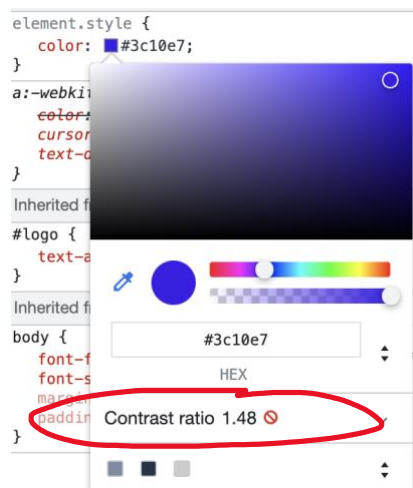 element.style {
color: #3c10e7;
}
a:-webki
color:
cursor
text-d
}
Inherited f
#logo {
text-a
}
Inherited f
body {
font-f
font-s
margin
paddin
}
#3c10e7
HEX
Contrast ratio 1.48